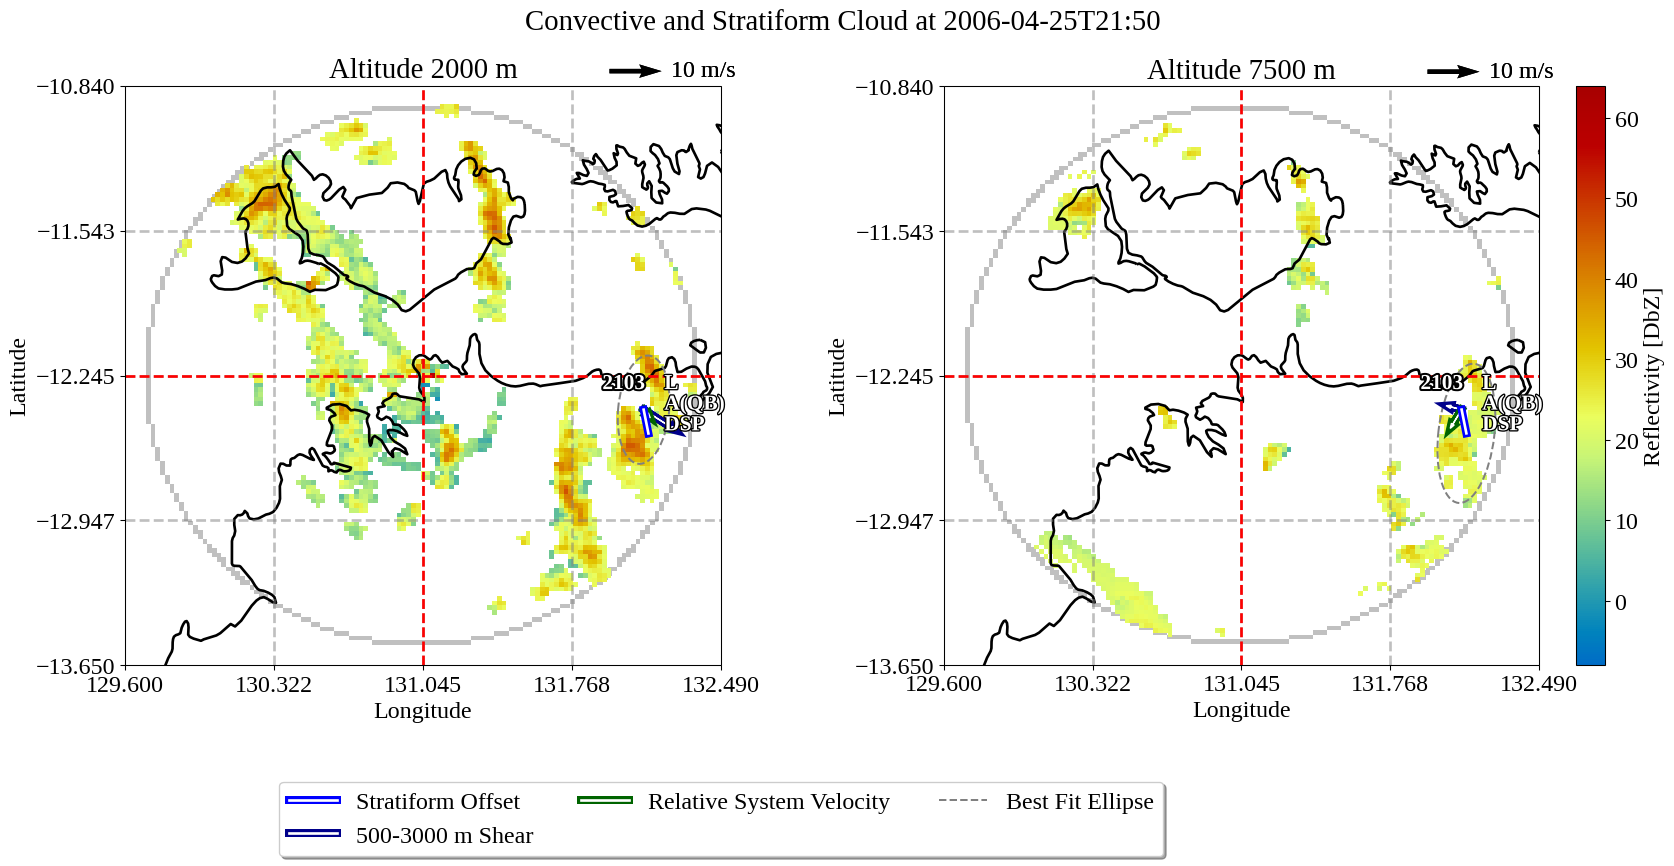 Convective and Stratiform Cloud at 2006-04-25T21:50
Altitude 2000 m
10 m/s
−10.840
−11.543
−12.245
−12.947
−13.650
129.600
130.322
131.045
131.768
132.490
Latitude
Longitude
2103
L
A(QB)
DSP
Altitude 7500 m
10 m/s
−10.840
−11.543
−12.245
−12.947
−13.650
129.600
130.322
131.045
131.768
132.490
Latitude
Longitude
2103
L
A(QB)
DSP
60
50
40
30
20
10
0
Reflectivity [DbZ]
Stratiform Offset
500-3000 m Shear
Relative System Velocity
Best Fit Ellipse